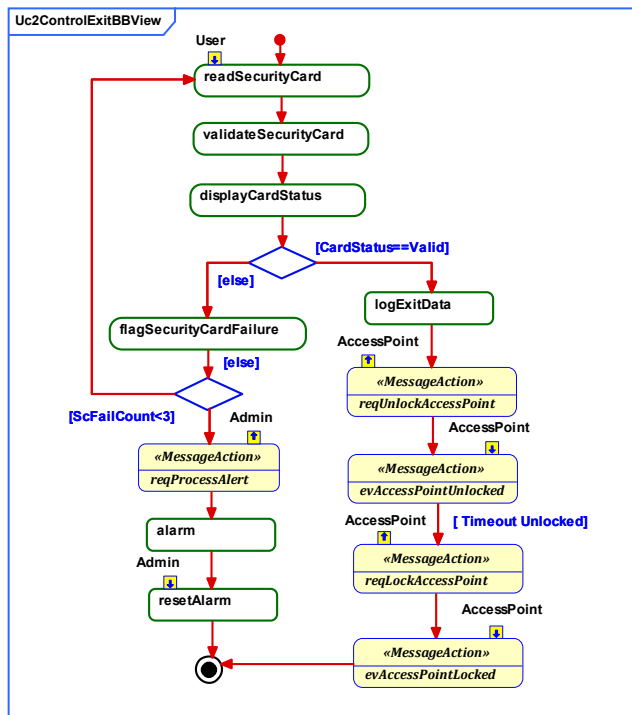 Uc2ControlExitBBView
User
readSecurityCard
validateSecurityCard
displayCardStatus
[CardStatus==Valid]
[else]
logExitData
flagSecurityCardFailure
AccessPoint
[else]
«MessageAction»
reqUnlockAccessPoint
[ScFailCount<3]
Admin
AccessPoint
«MessageAction»
reqProcessAlert
«MessageAction»
evAccessPointUnlocked
AccessPoint
[ Timeout Unlocked]
alarm
«MessageAction»
reqLockAccessPoint
Admin
resetAlarm
AccessPoint
«MessageAction»
evAccessPointLocked